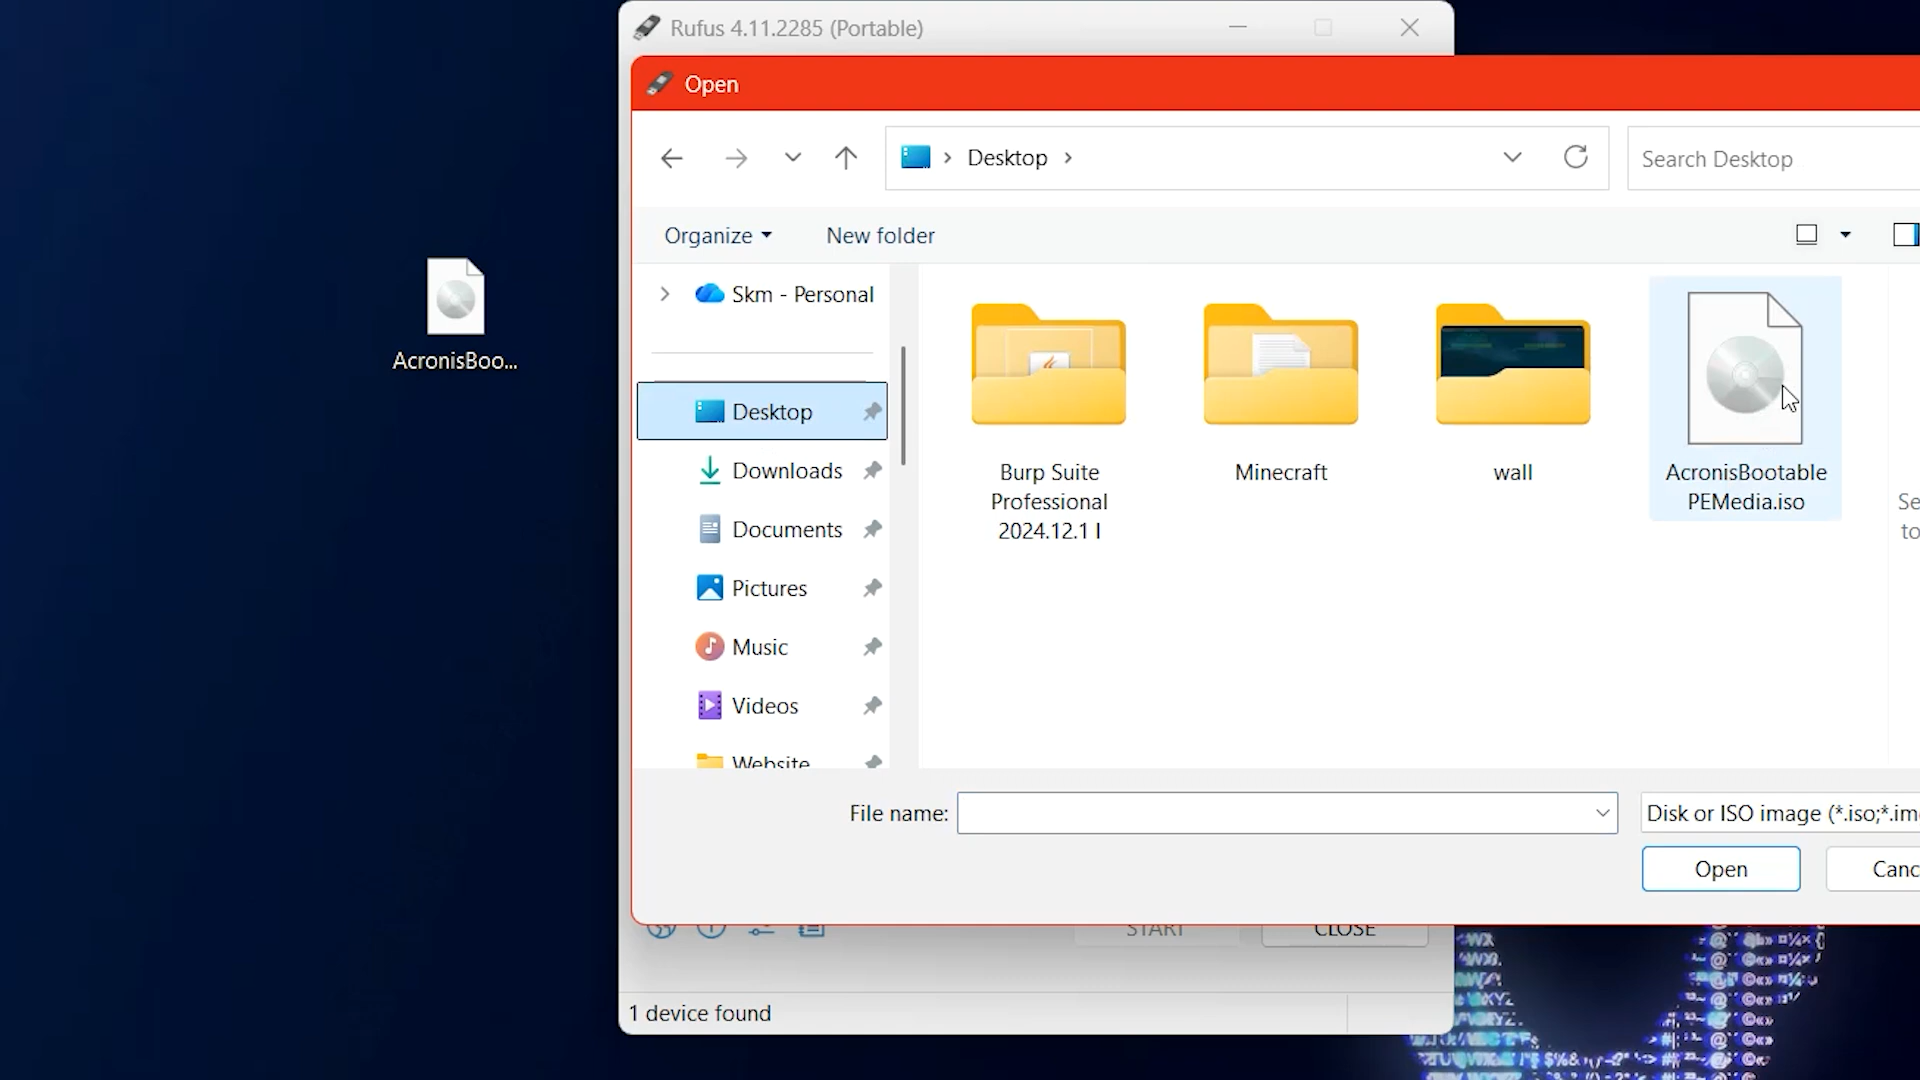 Rufus 4.11.2285 (Portable)
Open
Desktop
Search Desktop
Organize
New folder
AcronisBoo...
Skm - Personal
Desktop
Downloads
Documents
Pictures
Music
Videos
Website
Burp Suite
Professional
2024.12.1 l
Minecraft
wall
AcronisBootable
PEMedia.iso
Se
to
File name:
Disk or ISO image (*.iso;*.im
Open
Canc
START
CLOSE
1 device found